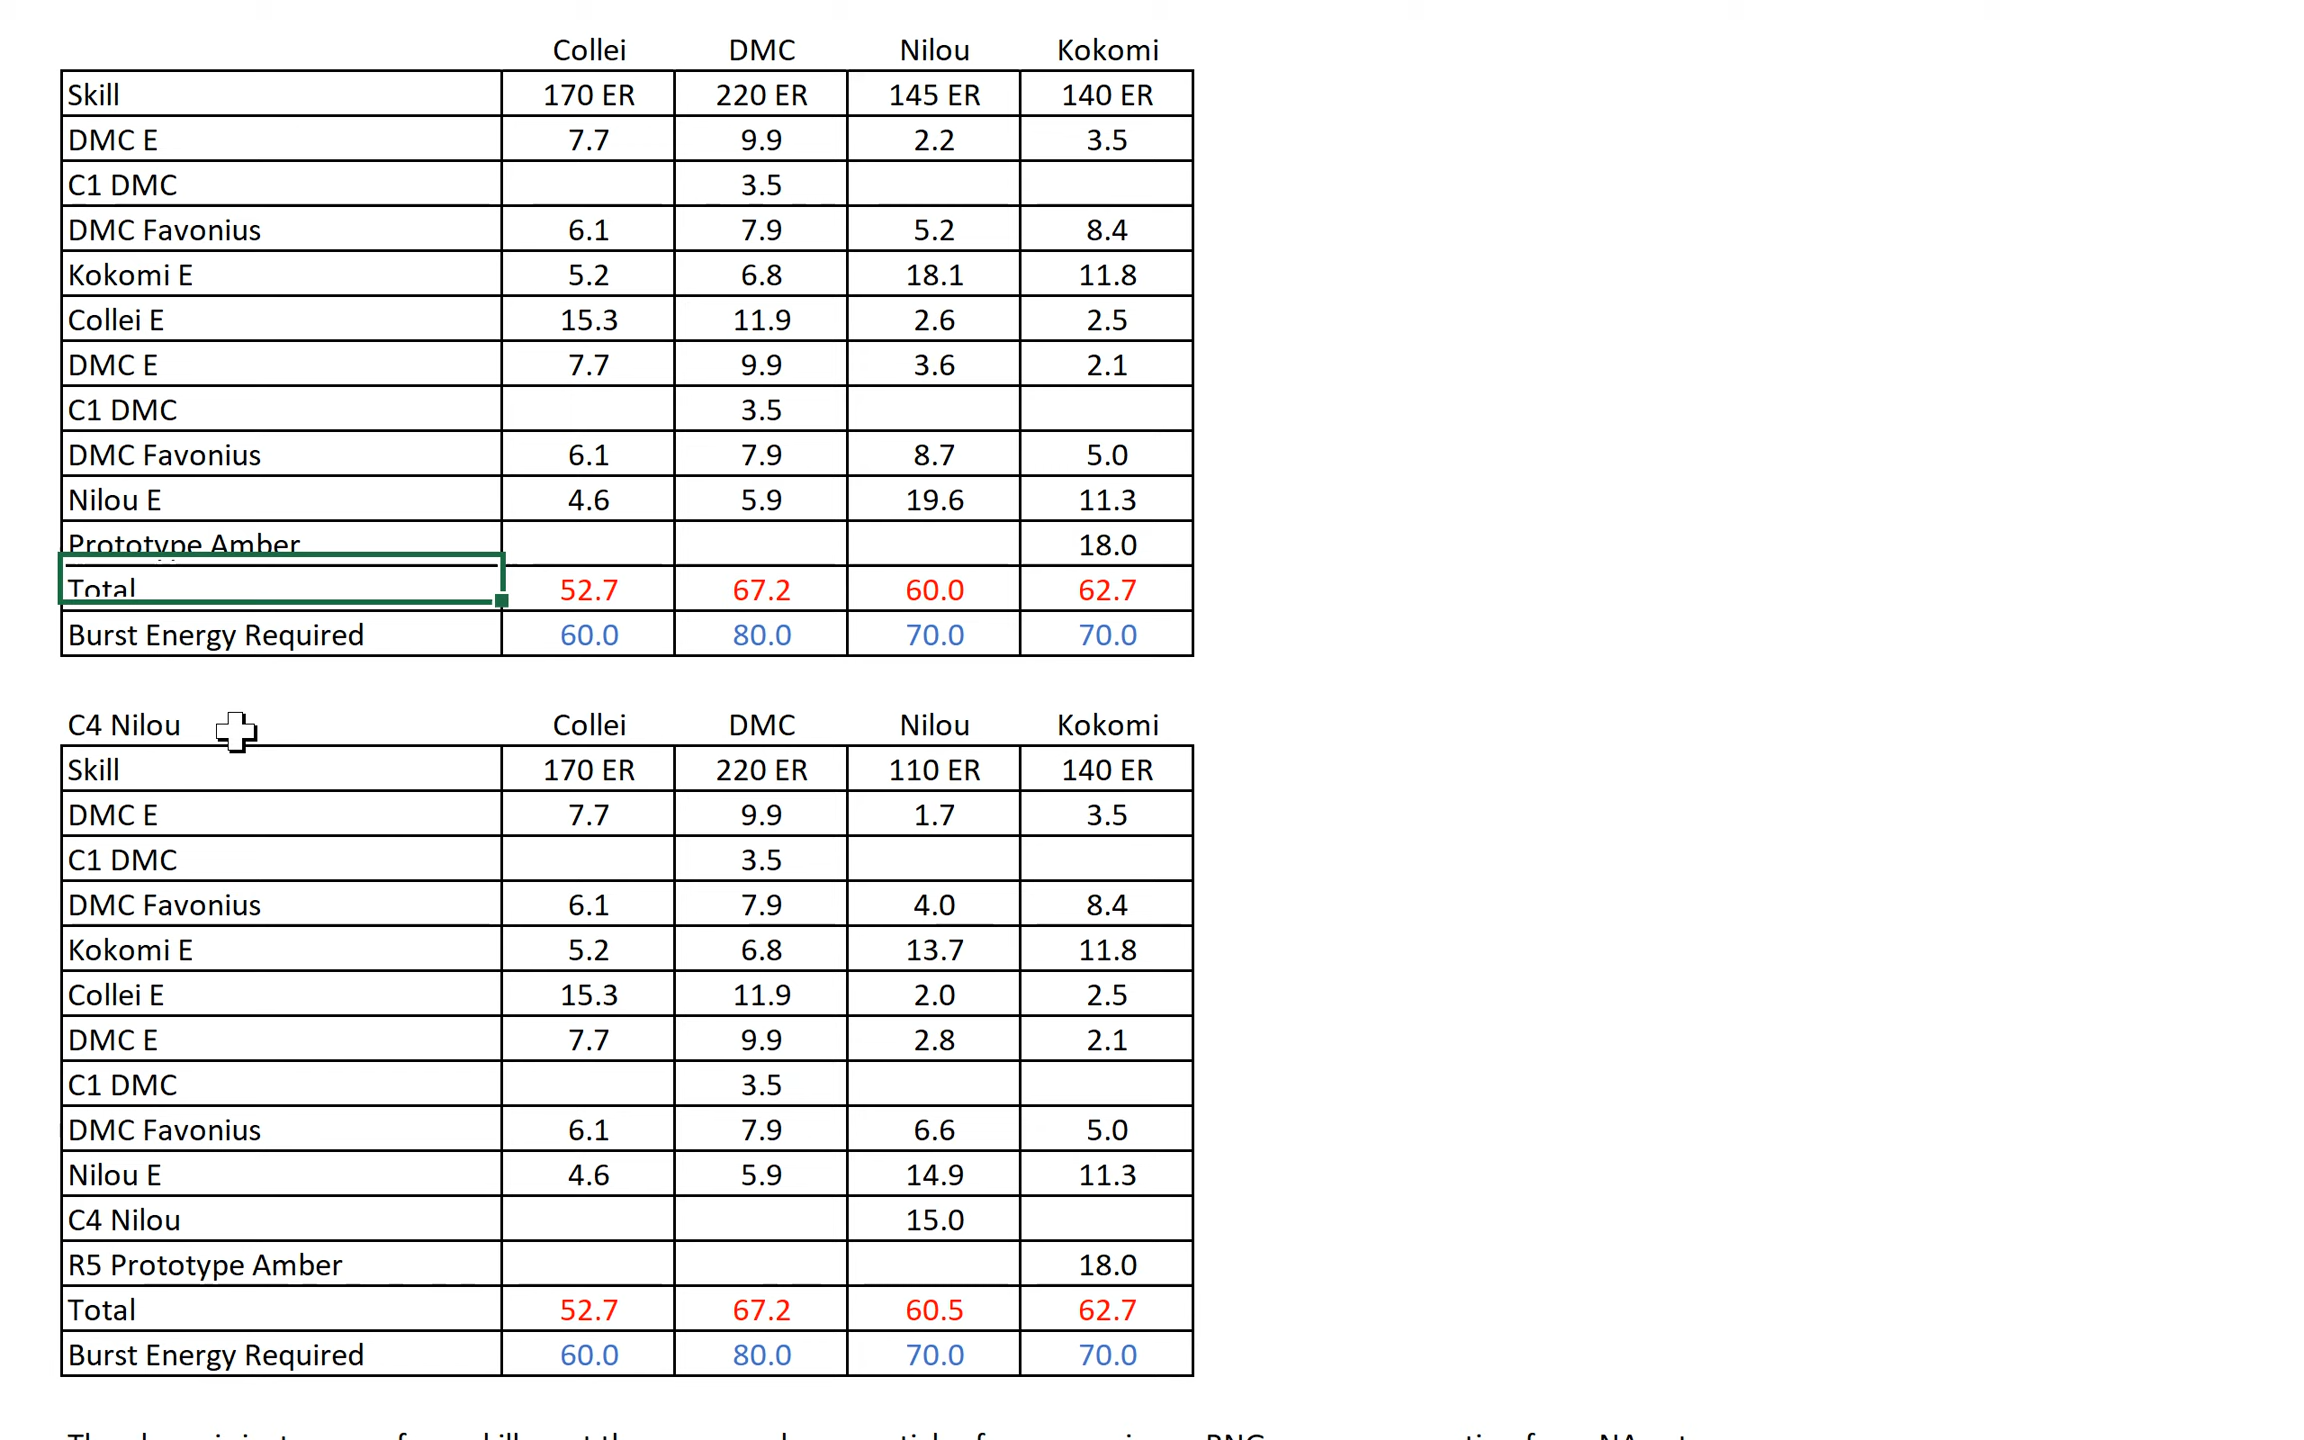 Collei DMC Nilou Kokomi
Skill 170 ER 220 ER 145 ER 140 ER
DMC E 7.7 9.9 2.2 3.5
C1 DMC 3.5
DMC Favonius 6.1 7.9 5.2 8.4
Kokomi E 5.2 6.8 18.1 11.8
Collei E 15.3 11.9 2.6 2.5
DMC E 7.7 9.9 3.6 2.1
C1 DMC 3.5
DMC Favonius 6.1 7.9 8.7 5.0
Nilou E 4.6 5.9 19.6 11.3
Prototype Amber 18.0
Total 52.7 67.2 60.0 62.7
Burst Energy Required 60.0 80.0 70.0 70.0
C4 Nilou Collei DMC Nilou Kokomi
Skill 170 ER 220 ER 110 ER 140 ER
DMC E 7.7 9.9 1.7 3.5
C1 DMC 3.5
DMC Favonius 6.1 7.9 4.0 8.4
Kokomi E 5.2 6.8 13.7 11.8
Collei E 15.3 11.9 2.0 2.5
DMC E 7.7 9.9 2.8 2.1
C1 DMC 3.5
DMC Favonius 6.1 7.9 6.6 5.0
Nilou E 4.6 5.9 14.9 11.3
C4 Nilou 15.0
R5 Prototype Amber 18.0
Total 52.7 67.2 60.5 62.7
Burst Energy Required 60.0 80.0 70.0 70.0